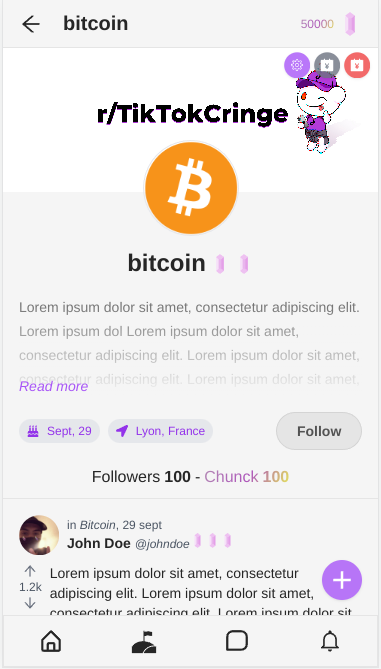 bitcoin
50000
r/TikTokCringe
bitcoin
Lorem ipsum dolor sit amet, consectetur adipiscing elit.
Lorem ipsum dol Lorem ipsum dolor sit amet,
consectetur adipiscing elit. Lorem ipsum dolor sit amet,
consectetur adipiscing elit. Lorem ipsum dolor sit amet,
Read more
Sept, 29
Lyon, France
Follow
Followers 100 - Chunck 100
in Bitcoin, 29 sept
John Doe @johndoe
1.2k
Lorem ipsum dolor sit amet, consectetur
adipiscing elit. Lorem ipsum dolor sit amet,
consectetur adipiscing elit. Lorem ipsum dolor sit